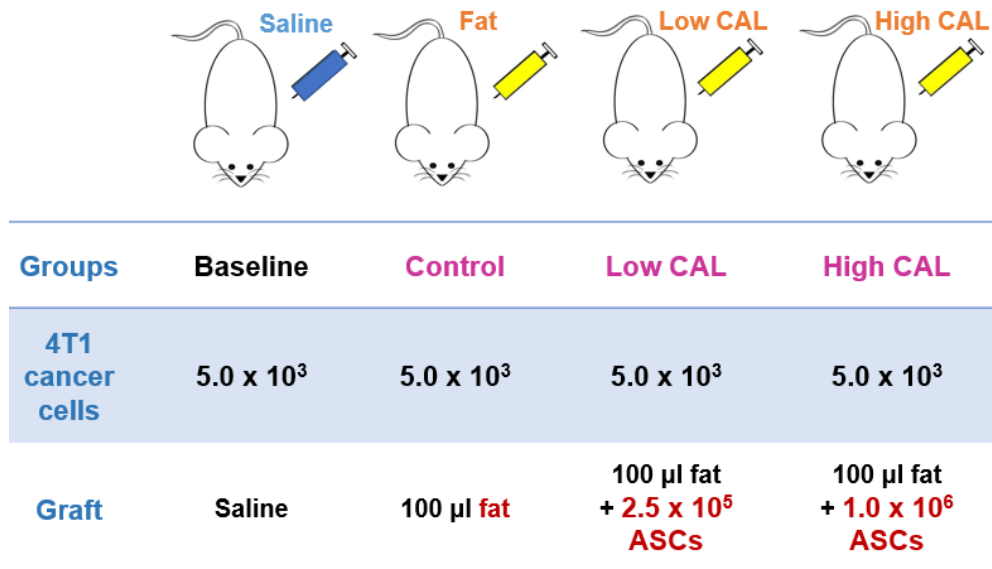 Saline
Fat
Low CAL
High CAL
Groups
Baseline
Control
Low CAL
High CAL
4T1
cancer
cells
5.0 x 10³
5.0 x 10³
5.0 x 10³
5.0 x 10³
Graft
Saline
100 µl fat
100 µl fat
+ 2.5 x 10⁵
ASCs
100 µl fat
+ 1.0 x 10⁶
ASCs